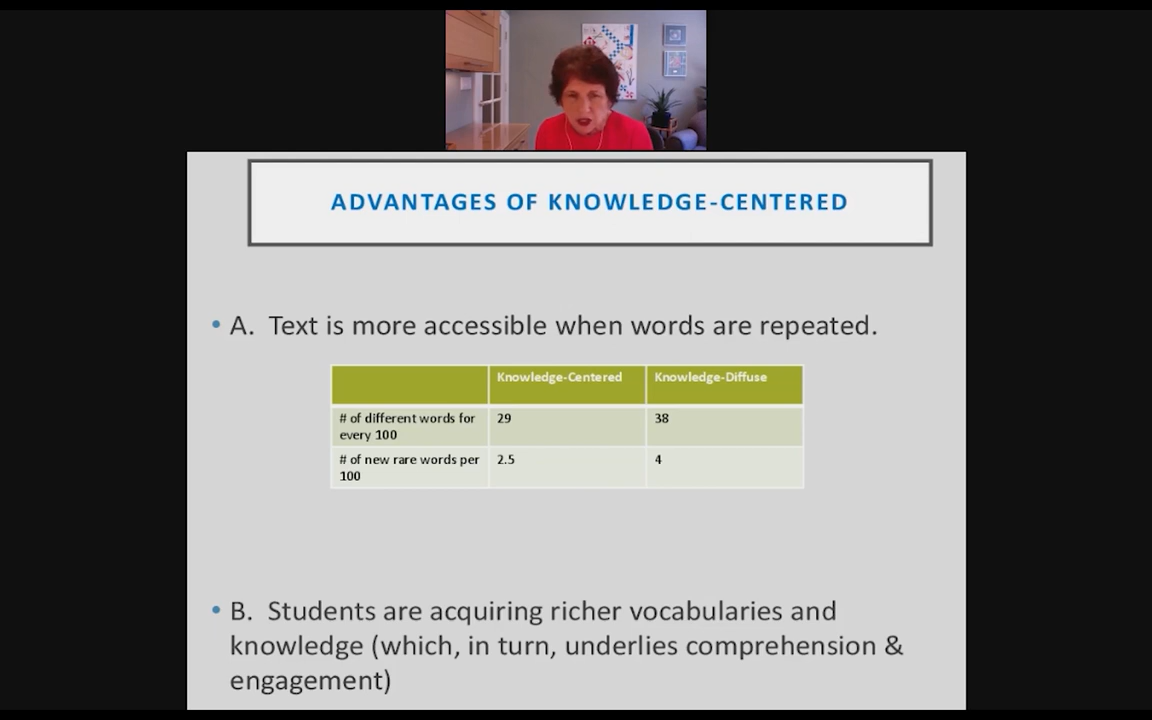 ADVANTAGES OF KNOWLEDGE-CENTERED
• A. Text is more accessible when words are repeated.
Knowledge-Centered Knowledge-Diffuse
# of different words for every 100 29 38
# of new rare words per 100 2.5 4
• B. Students are acquiring richer vocabularies and
knowledge (which, in turn, underlies comprehension &
engagement)